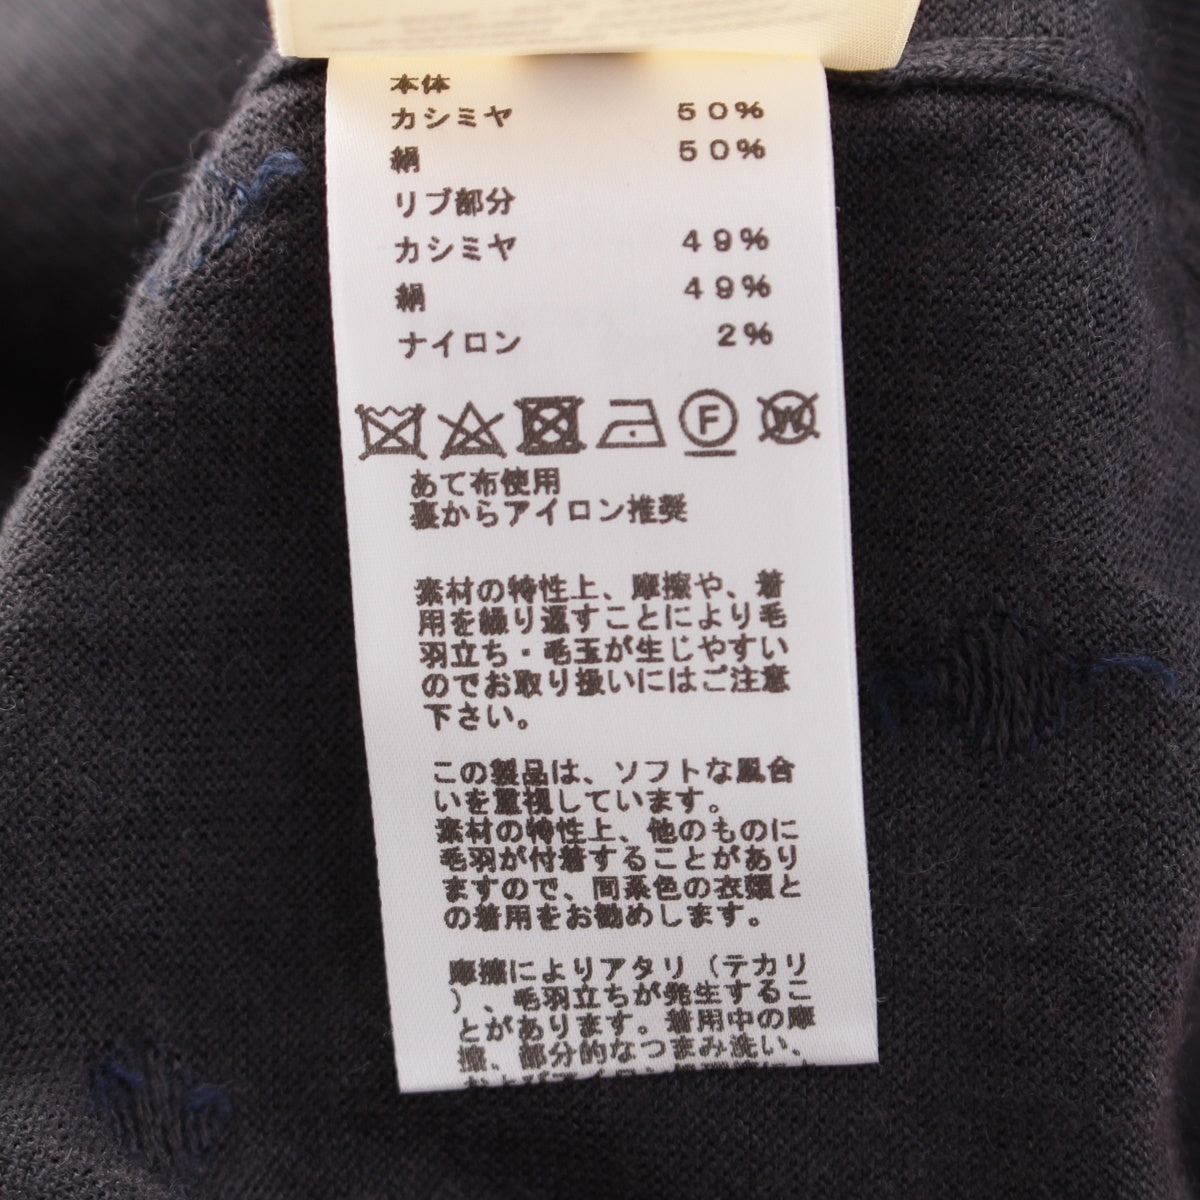 本体
カシミヤ 50%
絹 50%
リブ部分
カシミヤ 49%
絹 49%
ナイロン 2%
F W
あて布使用
裏からアイロン推奨
素材の特性上、摩擦や、着
用を繰り返すことにより毛
羽立ち・毛玉が生じやすい
のでお取り扱いにはご注意
下さい。
この製品は、ソフトな風合
いを重視しています。
素材の特性上、他のものに
毛羽が付着することがあり
ますので、同系色の衣類と
の着用をお勧めします。
摩擦によりアタリ（テカリ
）、毛羽立ちが発生するこ
とがあります。着用中の摩
擦、部分的なつまみ洗い、